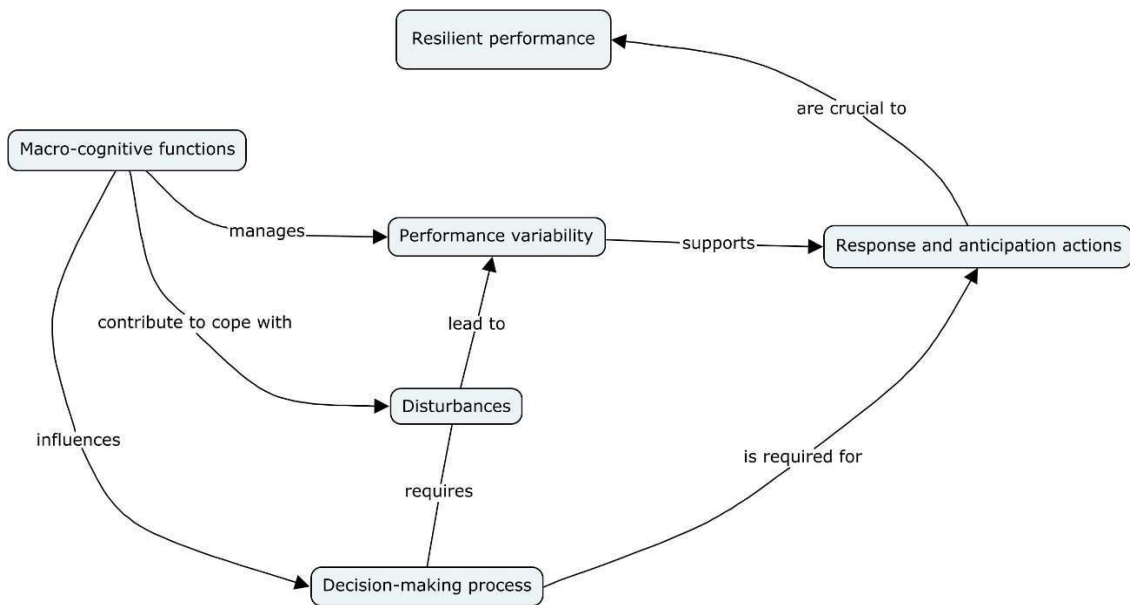 Resilient performance
are crucial to
Macro-cognitive functions
manages
Performance variability
supports
Response and anticipation actions
contribute to cope with
lead to
Disturbances
influences
is required for
requires
Decision-making process